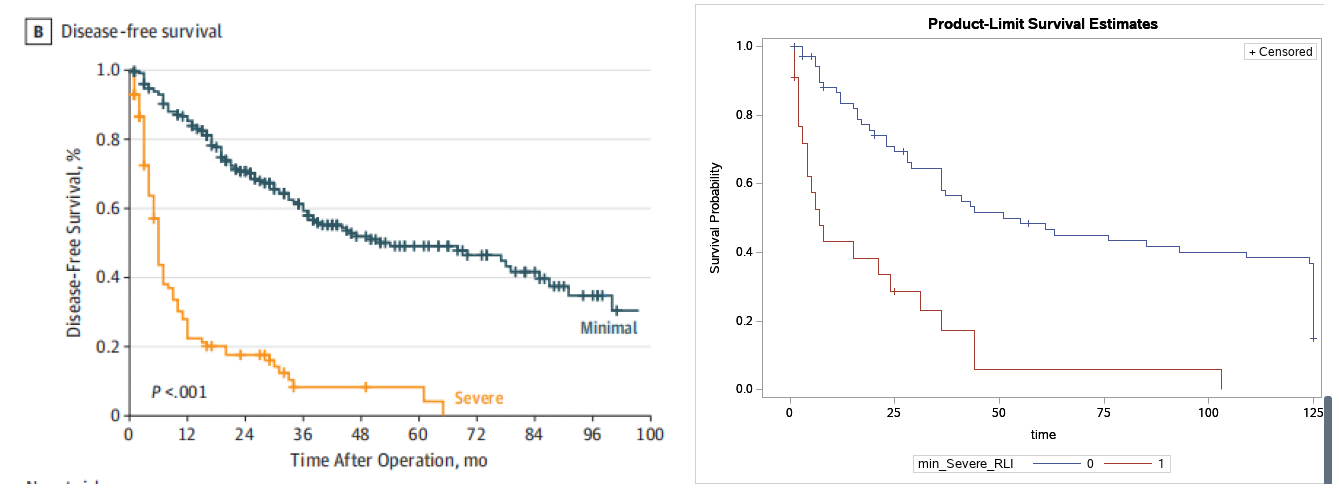 B Disease-free survival
1.0
0.8
0.6
0.4
0.2
0
Disease-Free Survival, %
Minimal
Severe
P <.001
0 12 24 36 48 60 72 84 96 100
Time After Operation, mo
Product-Limit Survival Estimates
+ Censored
1.0
0.8
0.6
0.4
0.2
0.0
Survival Probability
0 25 50 75 100 125
time
min_Severe_RLI 0 1